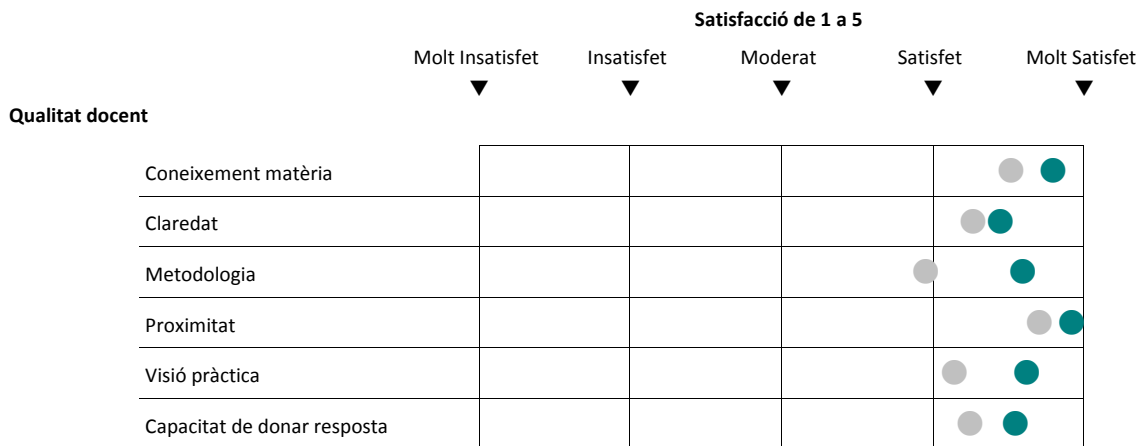 Satisfacció de 1 a 5
Molt Insatisfet Insatisfet Moderat Satisfet Molt Satisfet
Qualitat docent
Coneixement matèria
Claredat
Metodologia
Proximitat
Visió pràctica
Capacitat de donar resposta